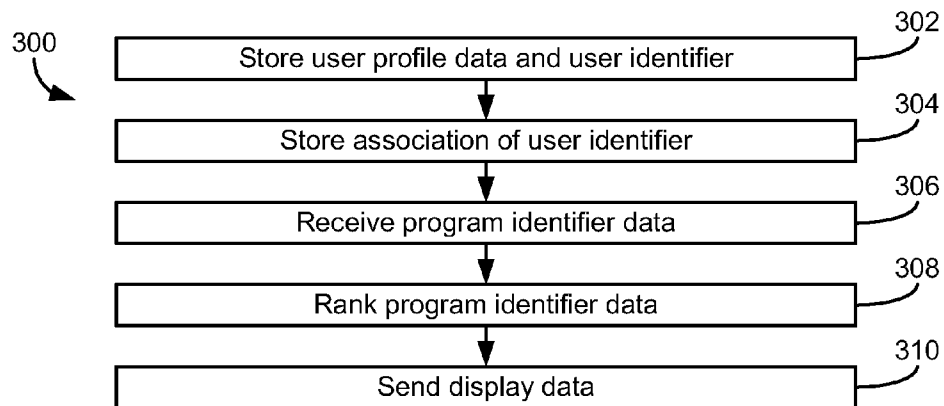 300
302
Store user profile data and user identifier
304
Store association of user identifier
306
Receive program identifier data
308
Rank program identifier data
310
Send display data